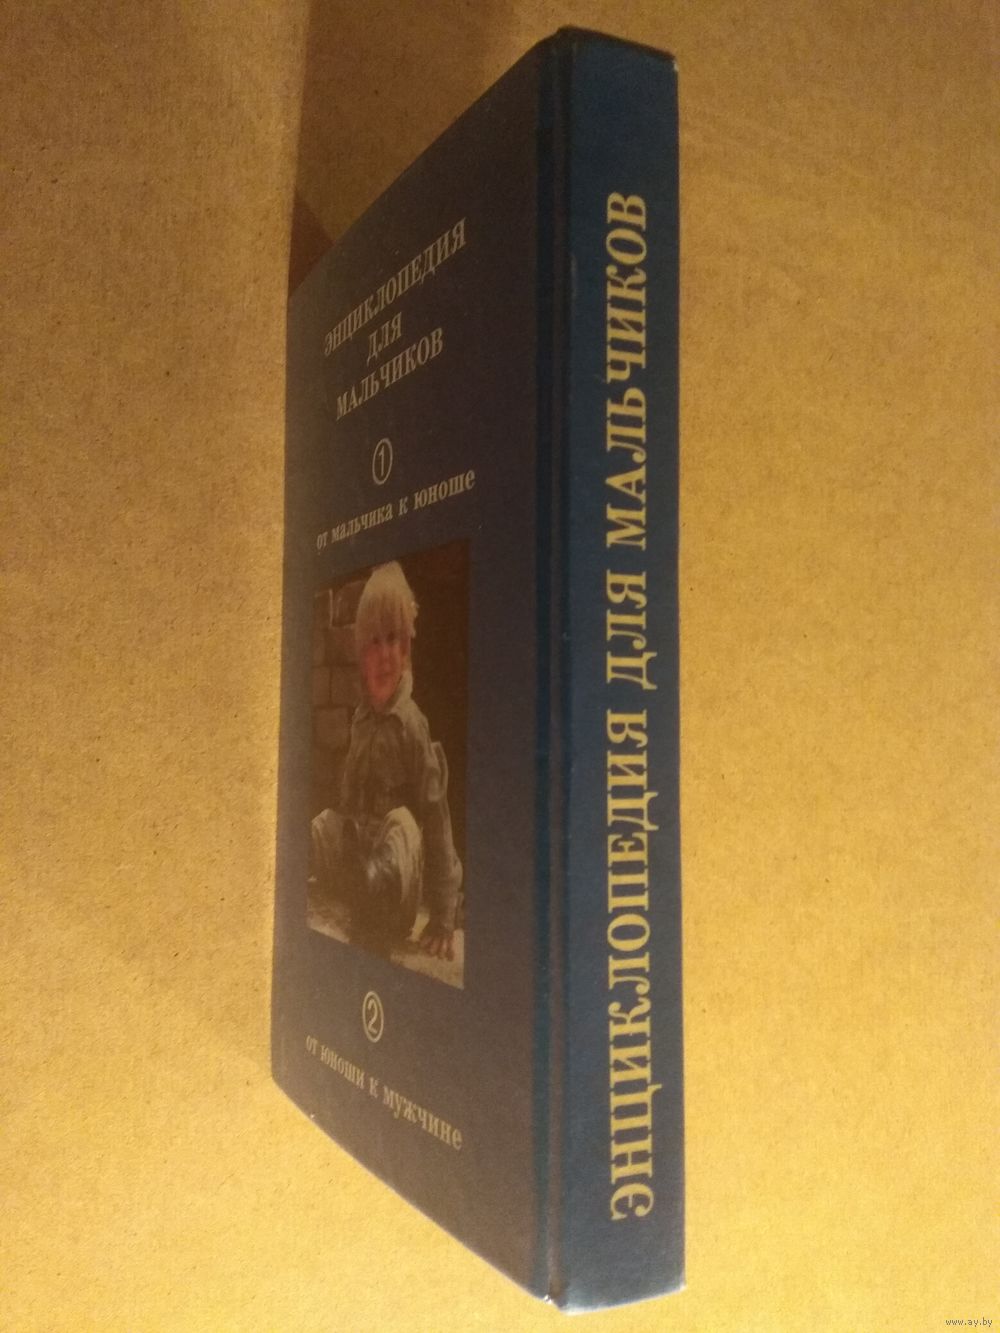 ЭНЦИКЛОПЕДИЯ
ДЛЯ
МАЛЬЧИКОВ
1
от мальчика к юноше
2
от юноши к мужчине
ЭНЦИКЛОПЕДИЯ ДЛЯ МАЛЬЧИКОВ
www.ay.by